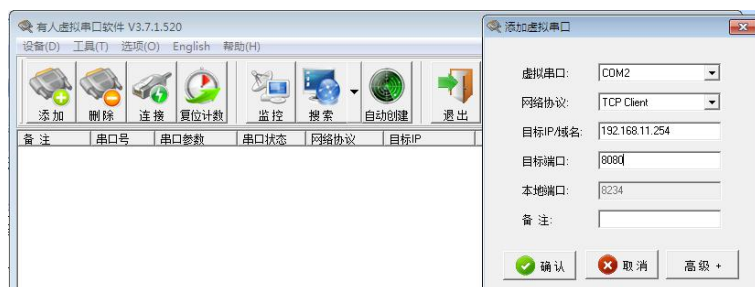 有人虚拟串口软件 V3.7.1.520
设备(D) 工具(T) 选项(O) English 帮助(H)
添加 删除 连接 复位计数 监控 搜索 自动创建 退出
备 注 串口号 串口参数 串口状态 网络协议 目标IP
添加虚拟串口
虚拟串口: COM2
网络协议: TCP Client
目标IP/域名: 192.168.11.254
目标端口: 8080
本地端口: 8234
备 注:
确认 取消 高级 +